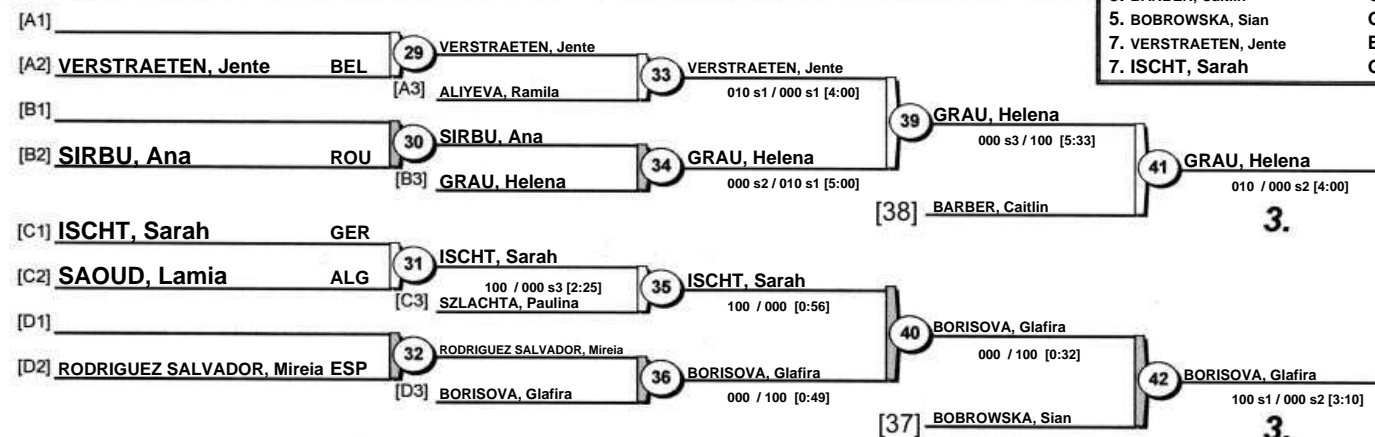 5. BOBROWSKA, Sian
7. VERSTRAETEN, Jente
7. ISCHT, Sarah
[A1]
[A2] VERSTRAETEN, Jente BEL
29
VERSTRAETEN, Jente
[A3] ALIYEVA, Ramila
33
VERSTRAETEN, Jente
010 s1 / 000 s1 [4:00]
[B1]
[B2] SIRBU, Ana ROU
30
SIRBU, Ana
[B3] GRAU, Helena
34
GRAU, Helena
000 s2 / 010 s1 [5:00]
39
GRAU, Helena
000 s3 / 100 [5:33]
[38] BARBER, Caitlin
41
GRAU, Helena
010 / 000 s2 [4:00]
3.
[C1] ISCHT, Sarah GER
[C2] SAOUD, Lamia ALG
31
ISCHT, Sarah
100 / 000 s3 [2:25]
[C3] SZLACHTA, Paulina
35
ISCHT, Sarah
100 / 000 [0:56]
[D1]
[D2] RODRIGUEZ SALVADOR, Mireia ESP
32
RODRIGUEZ SALVADOR, Mireia
[D3] BORISOVA, Glafira
36
BORISOVA, Glafira
000 / 100 [0:49]
40
BORISOVA, Glafira
000 / 100 [0:32]
[37] BOBROWSKA, Sian
42
BORISOVA, Glafira
100 s1 / 000 s2 [3:10]
3.